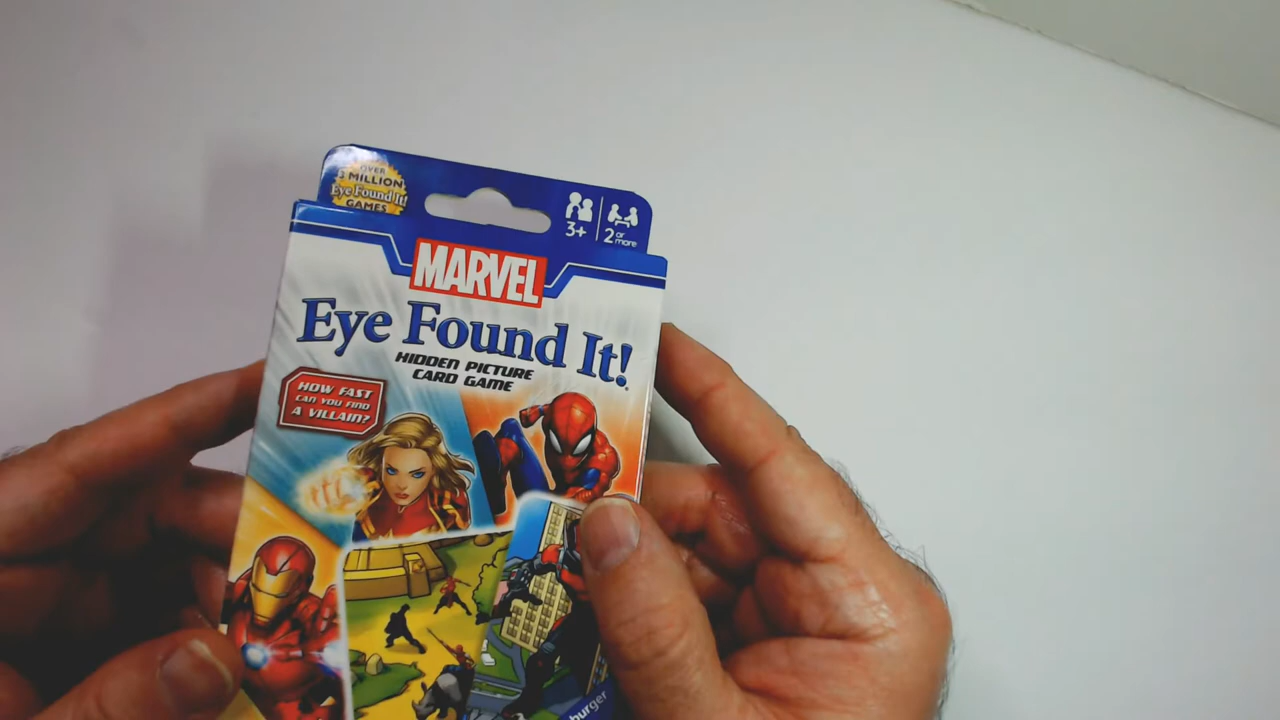 OVER
MILLION
Eye Found It!
GAMES
3+
2 or more
MARVEL
Eye Found It!
HIDDEN PICTURE
CARD GAME
HOW FAST
CAN YOU FIND
A VILLAIN?
burger